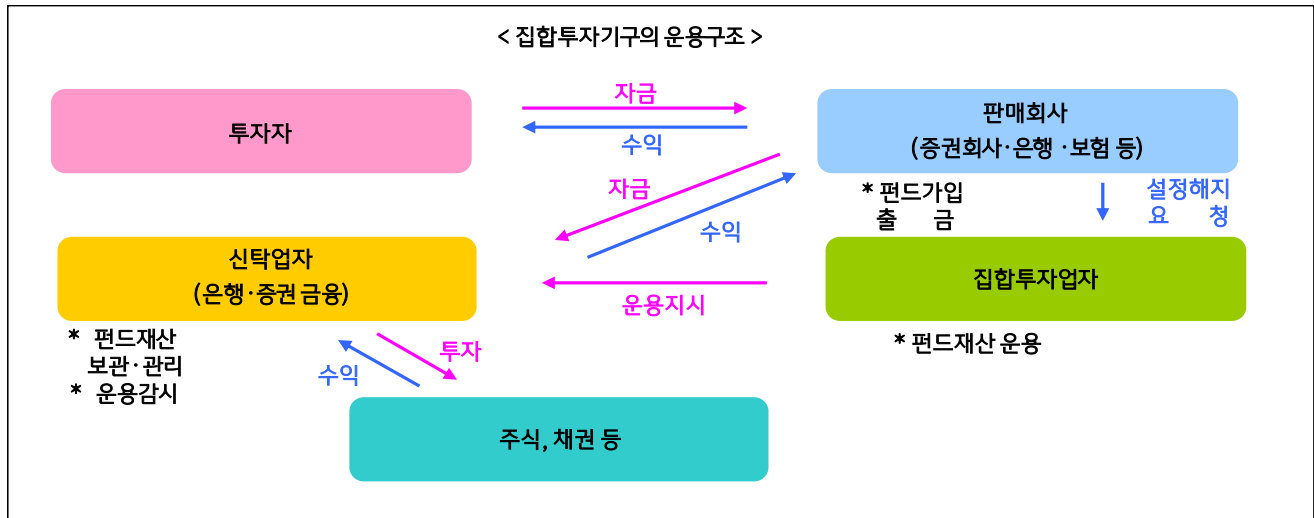 < 집합투자기구의 운용구조 >
투자자
자금
수익
판매회사
(증권회사·은행 ·보험 등)
자금
수익
* 펀드가입
출 금
설정해지
요 청
신탁업자
(은행·증권 금융)
운용지시
집합투자업자
* 펀드재산
보관·관리
* 운용감시
수익
투자
* 펀드재산 운용
주식, 채권 등